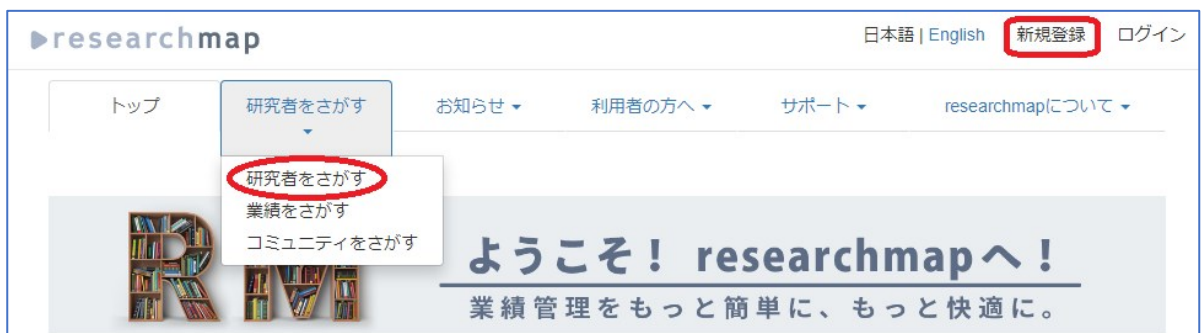 researchmap
日本語 | English 新規登録 ログイン
トップ 研究者をさがす お知らせ 利用者の方へ サポート researchmapについて
研究者をさがす
業績をさがす
コミュニティをさがす
RM
ようこそ! researchmapへ!
業績管理をもっと簡単に、もっと快適に。